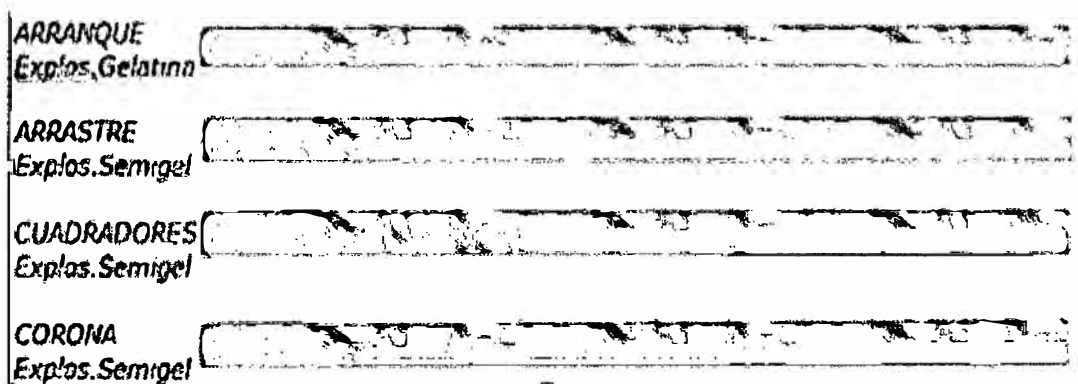 ARRANQUE
Explos.Gelatina
ARRASTRE
Explos.Semigel
CUADRADORES
Explos.Semigel
CORONA
Explos.Semigel